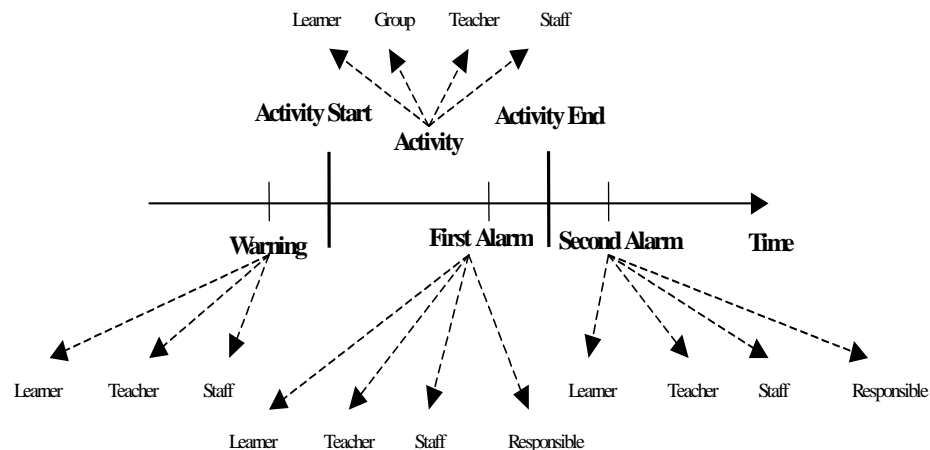 Learner Group Teacher Staff
Activity Start Activity End
Activity
Warning First Alarm Second Alarm Time
Learner Teacher Staff Learner Teacher Staff Responsible
Learner Teacher Staff Responsible